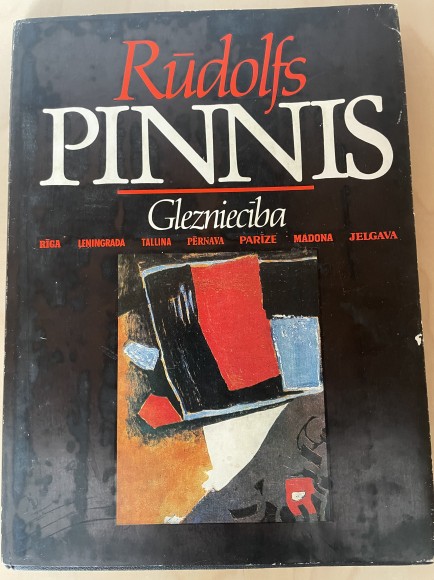 Rūdolfs
PINNIS
Glezniecība
RĪGA LENINGRADA TALLINA PĒRNAVA PARĪZE MADONA JELGAVA